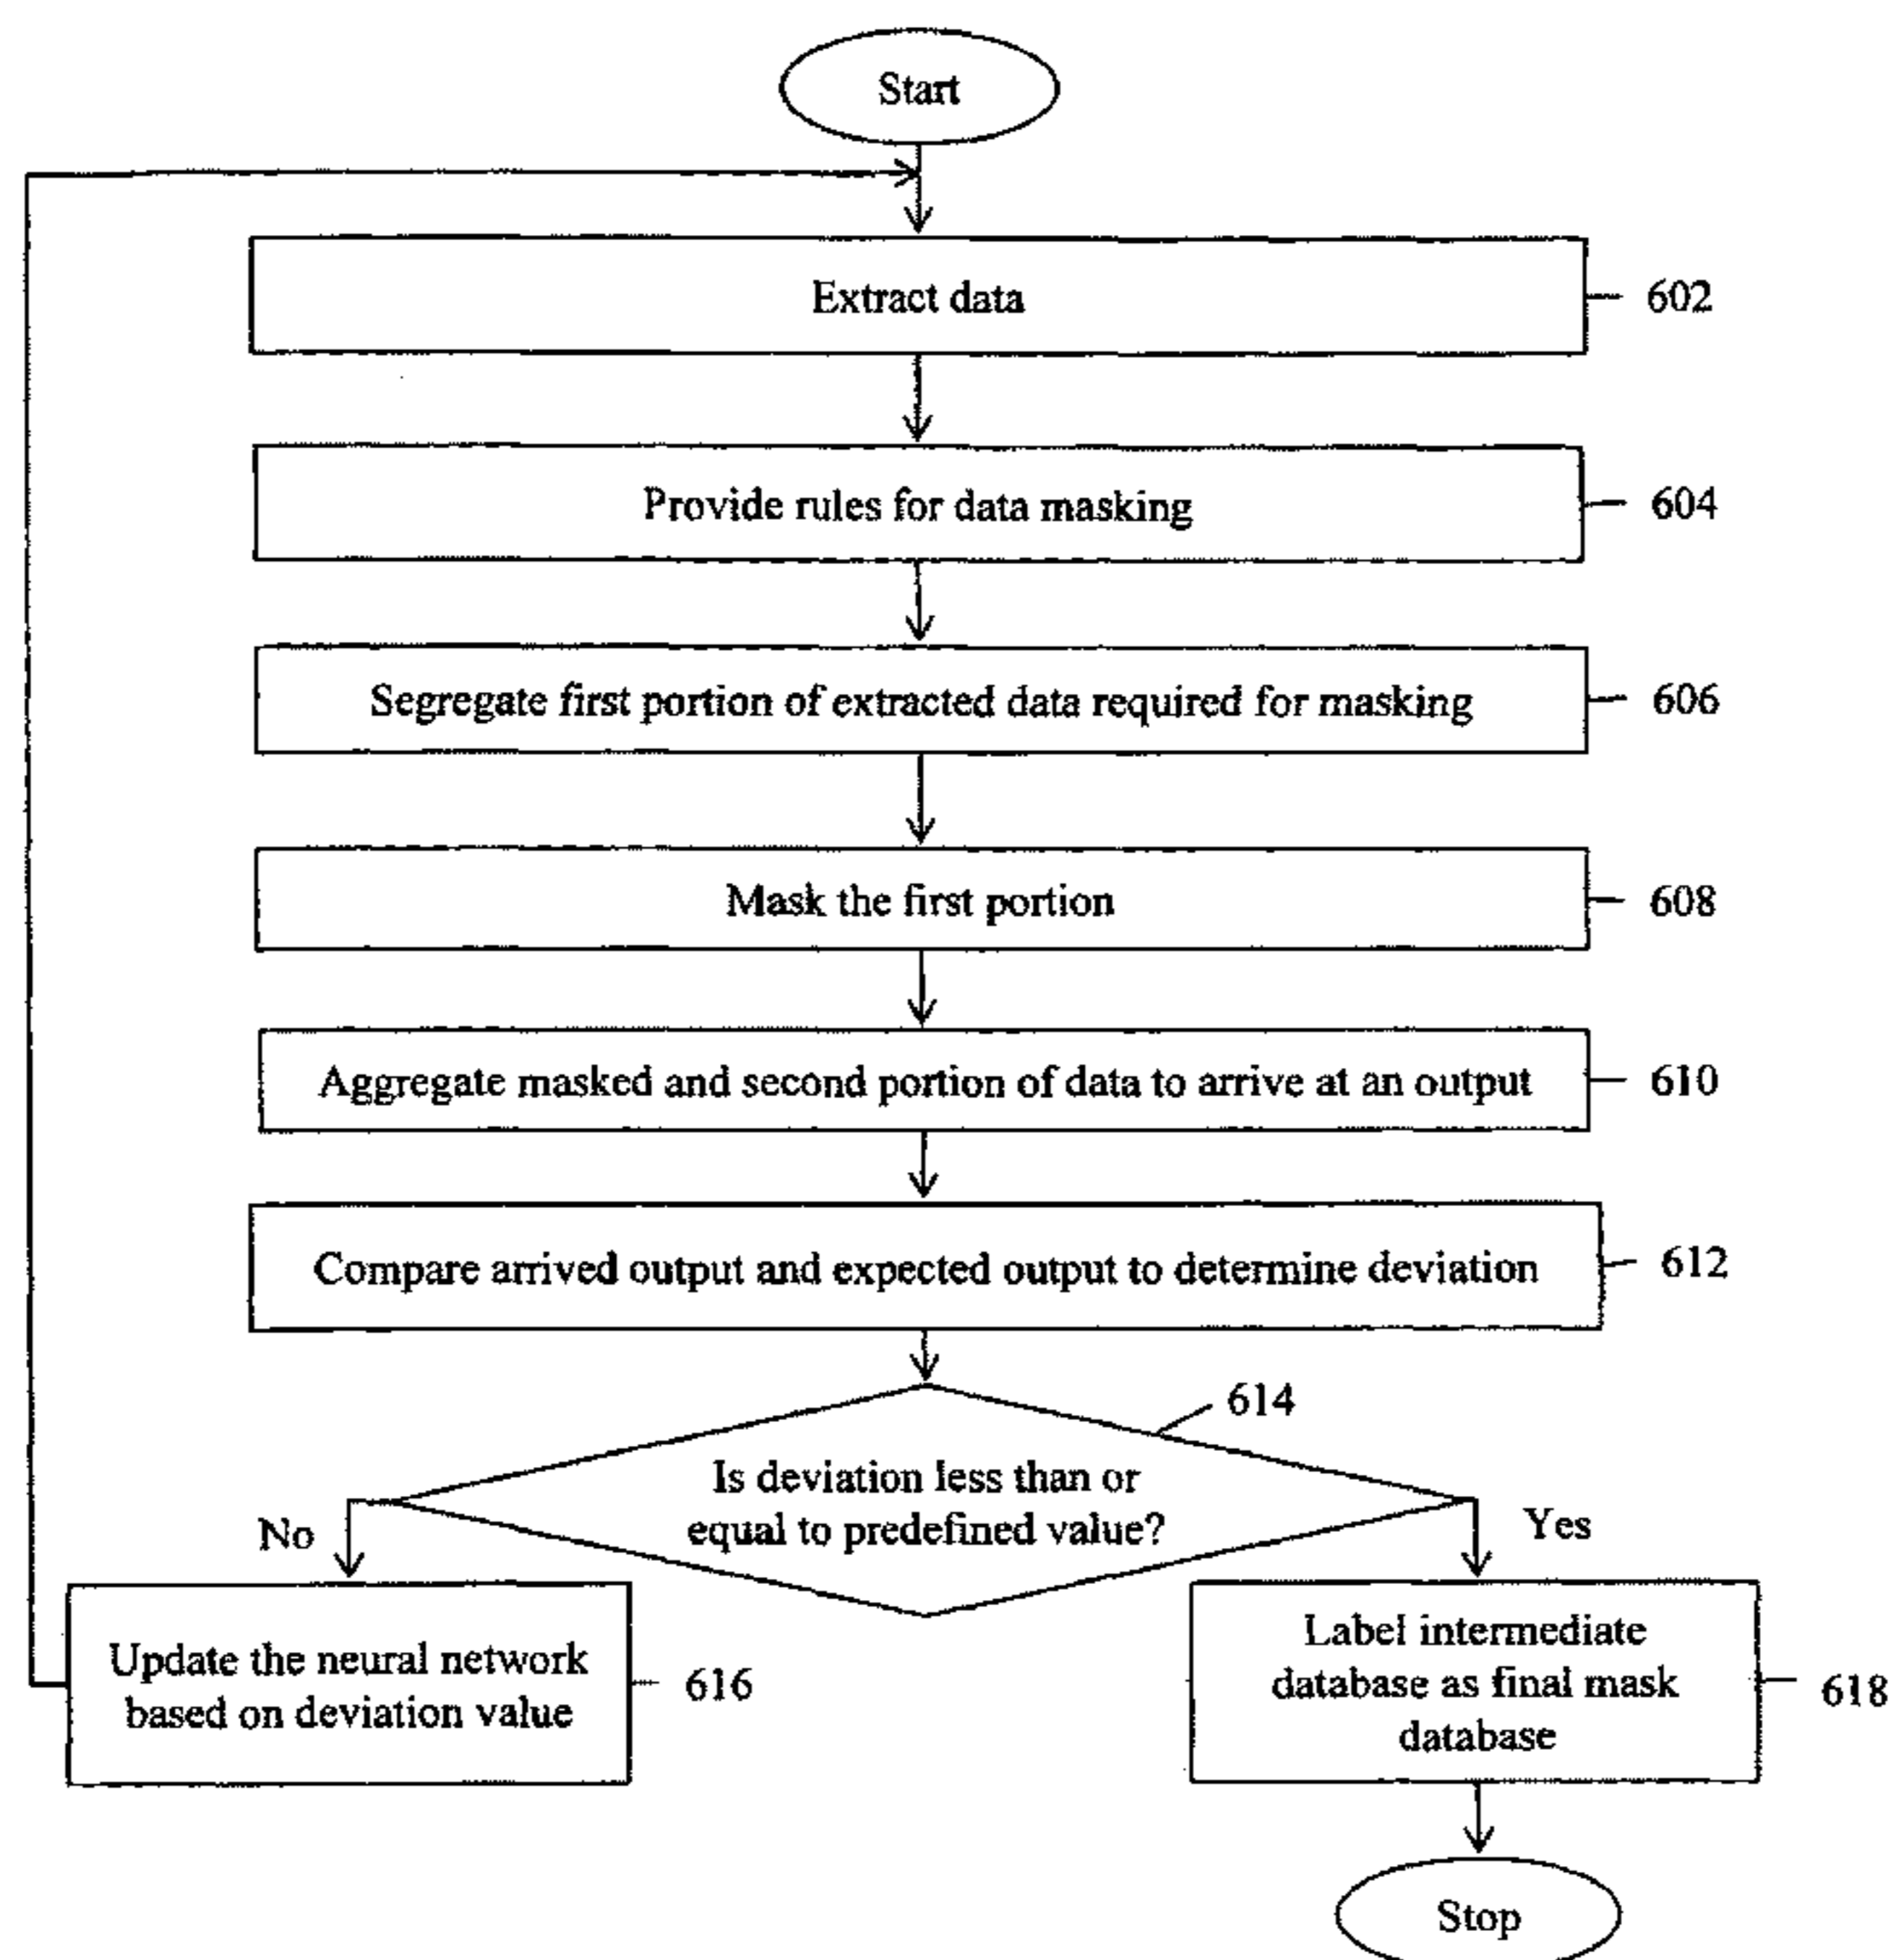 Start
Extract data
602
Provide rules for data masking
604
Segregate first portion of extracted data required for masking
606
Mask the first portion
608
Aggregate masked and second portion of data to arrive at an output
610
Compare arrived output and expected output to determine deviation
612
614
Is deviation less than or
equal to predefined value?
No
Yes
Update the neural network
based on deviation value
616
Label intermediate
database as final mask
database
618
Stop